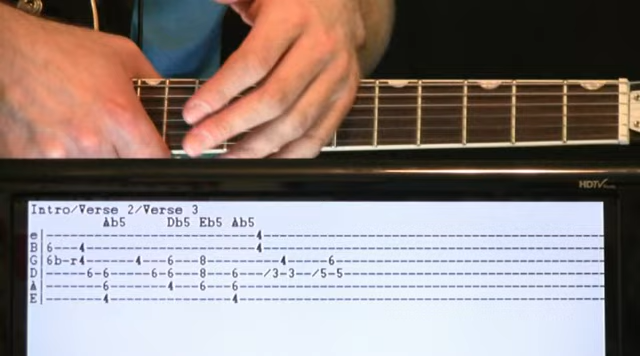 HDTV
Intro/Verse 2/Verse 3
Ab5 Db5 Eb5 Ab5
e|---------------------------4-------------------------------------------
B|6---4----------------------4-------------------------------------------
G|6b-r4------4---6---8---------4-----6-----------------------------------
D|-----6-6-----6-6---8---6---/3-3--/5-5----------------------------------
A|-------6-------4---6---6-----------------------------------------------
E|-------4---------------4-----------------------------------------------